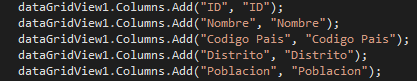 dataGridView1.Columns.Add("ID", "ID");
dataGridView1.Columns.Add("Nombre", "Nombre");
dataGridView1.Columns.Add("Codigo Pais", "Codigo Pais");
dataGridView1.Columns.Add("Distrito", "Distrito");
dataGridView1.Columns.Add("Poblacion", "Poblacion");